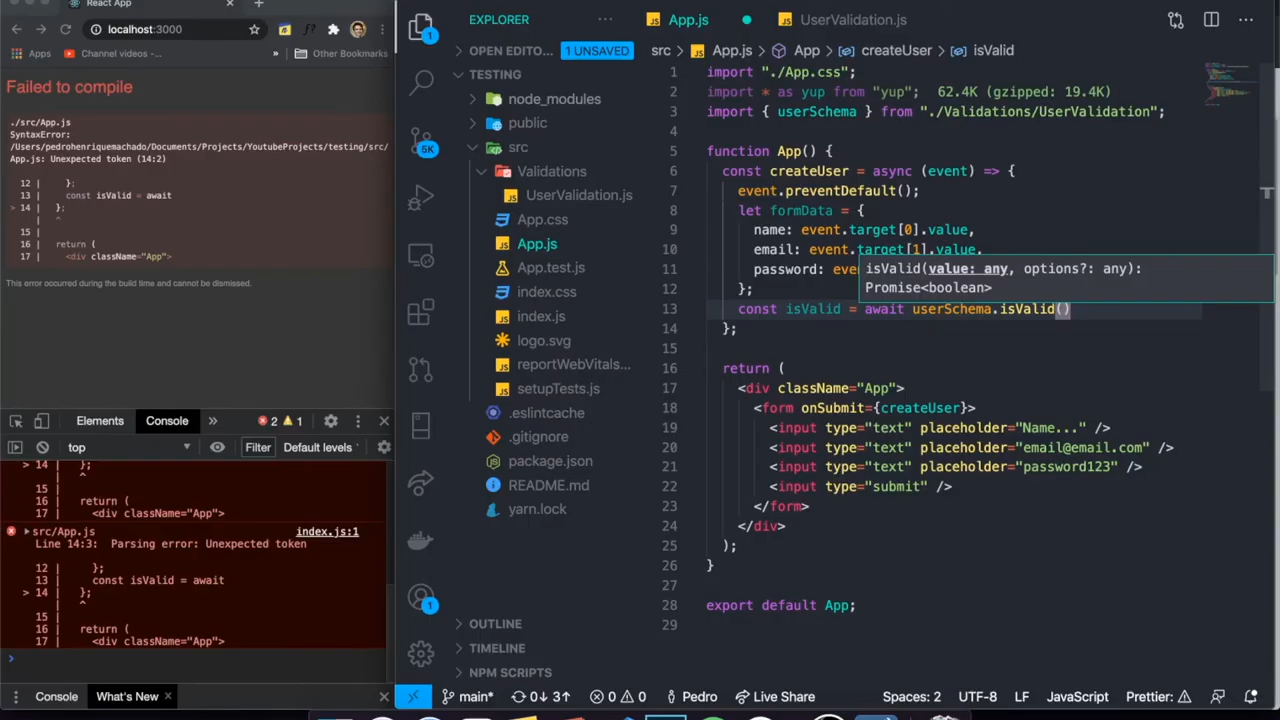 React App
localhost:3000
Apps
Channel videos -...
»
Other Bookmarks
Failed to compile
./src/App.js
SyntaxError:
/Users/pedrohenriquemachado/Documents/Projects/YoutubeProjects/testing/src/
App.js: Unexpected token (14:2)
12 | };
13 | const isValid = await
> 14 | };
^
15 |
16 | return (
17 | <div className="App">
This error occurred during the build time and cannot be dismissed.
Elements
Console
»
2
1
top
Filter
Default levels
> 14 | };
^
15 |
16 | return (
17 | <div className="App">
src/App.js
index.js:1
Line 14:3: Parsing error: Unexpected token
12 | };
13 | const isValid = await
> 14 | };
^
15 |
16 | return (
17 | <div className="App">
Console
What's New
1
5K
1
EXPLORER
OPEN EDITO...
1 UNSAVED
TESTING
node_modules
public
src
Validations
JS UserValidation.js
App.css
JS App.js
App.test.js
index.css
JS index.js
logo.svg
JS reportWebVitals...
JS setupTests.js
.eslintcache
.gitignore
package.json
README.md
yarn.lock
OUTLINE
TIMELINE
NPM SCRIPTS
JS App.js
JS UserValidation.js
src > JS App.js > App > createUser > isValid
1 import "./App.css";
2 import * as yup from "yup"; 62.4K (gzipped: 19.4K)
3 import { userSchema } from "./Validations/UserValidation";
4
5 function App() {
6 const createUser = async (event) => {
7 event.preventDefault();
8 let formData = {
9 name: event.target[0].value,
10 email: event.target[1].value,
11 password: eve
isValid(value: any, options?: any):
Promise<boolean>
12 };
13 const isValid = await userSchema.isValid()
14 };
15
16 return (
17 <div className="App">
18 <form onSubmit={createUser}>
19 <input type="text" placeholder="Name..." />
20 <input type="text" placeholder="email@email.com" />
21 <input type="text" placeholder="password123" />
22 <input type="submit" />
23 </form>
24 </div>
25 );
26 }
27
28 export default App;
29
main*
0↓ 3↑
0
0
Pedro
Live Share
Spaces: 2
UTF-8
LF
JavaScript
Prettier: